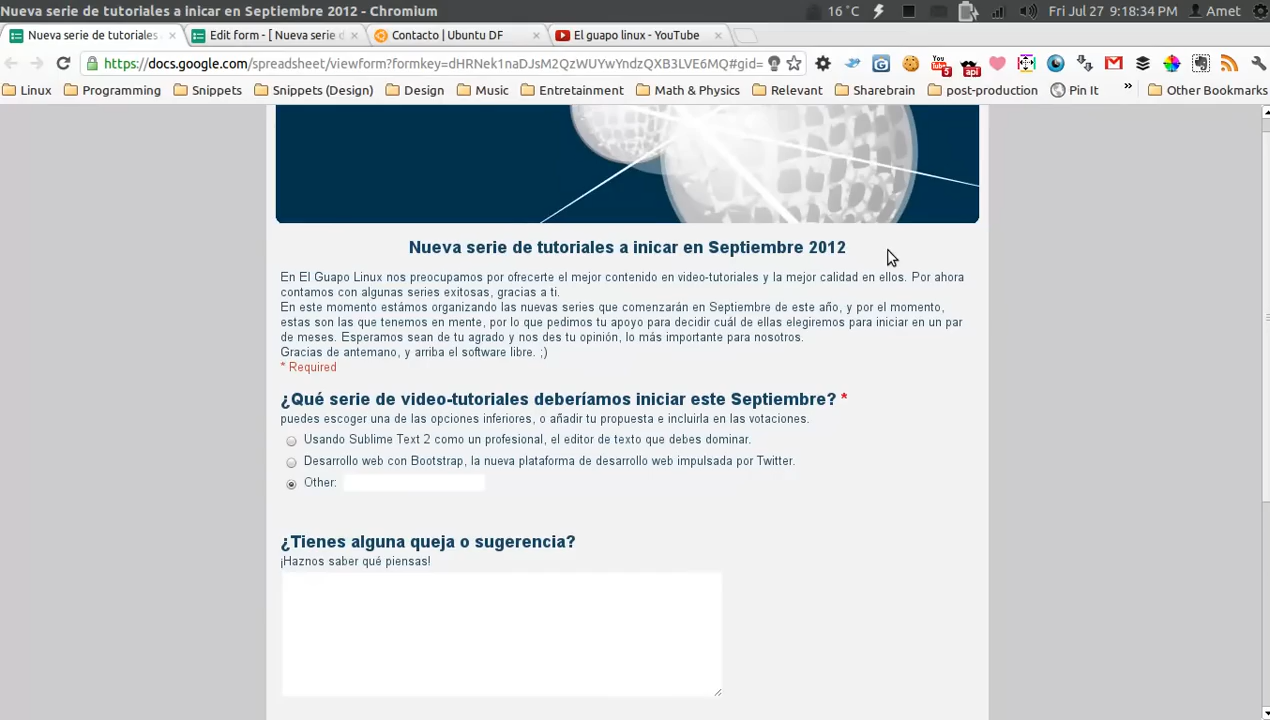 Nueva serie de tutoriales a inicar en Septiembre 2012 - Chromium
16 °C Fri Jul 27 9:18:34 PM Amet
Nueva serie de tutoriales Edit form - [ Nueva serie d Contacto | Ubuntu DF El guapo linux - YouTube
https://docs.google.com/spreadsheet/viewform?formkey=dHRNek1naDJsM2QzWUYwYndzQXB3LVE6MQ#gid=
5
api
Linux Programming Snippets Snippets (Design) Design Music Entretainment Math & Physics Relevant Sharebrain post-production Pin It » Other Bookmarks
Nueva serie de tutoriales a inicar en Septiembre 2012
En El Guapo Linux nos preocupamos por ofrecerte el mejor contenido en video-tutoriales y la mejor calidad en ellos. Por ahora
contamos con algunas series exitosas, gracias a ti.
En este momento estámos organizando las nuevas series que comenzarán en Septiembre de este año, y por el momento,
estas son las que tenemos en mente, por lo que pedimos tu apoyo para decidir cuál de ellas elegiremos para iniciar en un par
de meses. Esperamos sean de tu agrado y nos des tu opinión, lo más importante para nosotros.
Gracias de antemano, y arriba el software libre. ;)
* Required
¿Qué serie de video-tutoriales deberíamos iniciar este Septiembre? *
puedes escoger una de las opciones inferiores, o añadir tu propuesta e incluirla en las votaciones.
Usando Sublime Text 2 como un profesional, el editor de texto que debes dominar.
Desarrollo web con Bootstrap, la nueva plataforma de desarrollo web impulsada por Twitter.
Other:
¿Tienes alguna queja o sugerencia?
¡Haznos saber qué piensas!